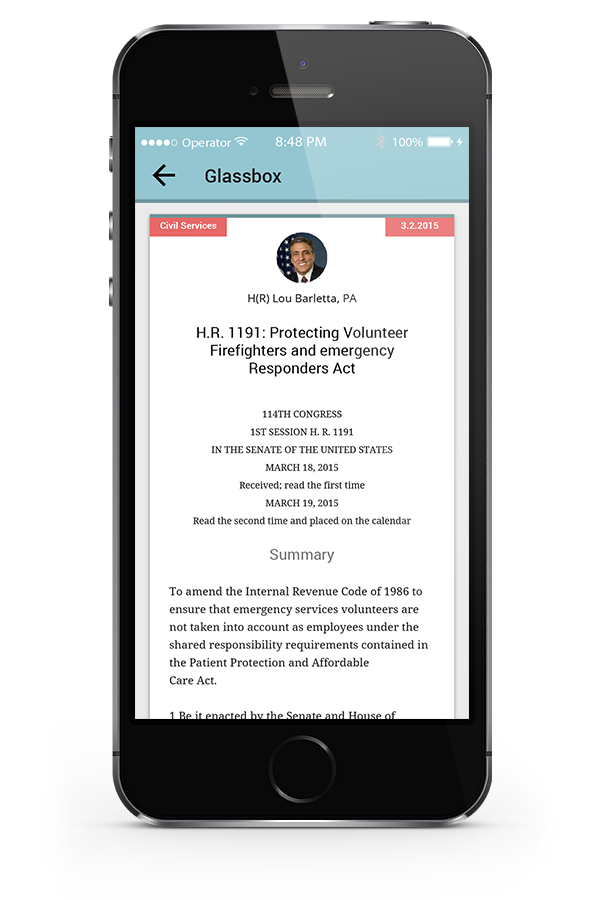 Operator 8:48 PM 100%
Glassbox
Civil Services 3.2.2015
H(R) Lou Barletta, PA
H.R. 1191: Protecting Volunteer
Firefighters and emergency
Responders Act
114TH CONGRESS
1ST SESSION H. R. 1191
IN THE SENATE OF THE UNITED STATES
MARCH 18, 2015
Received; read the first time
MARCH 19, 2015
Read the second time and placed on the calendar
Summary
To amend the Internal Revenue Code of 1986 to
ensure that emergency services volunteers are
not taken into account as employees under the
shared responsibility requirements contained in
the Patient Protection and Affordable
Care Act.
1 Be it enacted by the Senate and House of